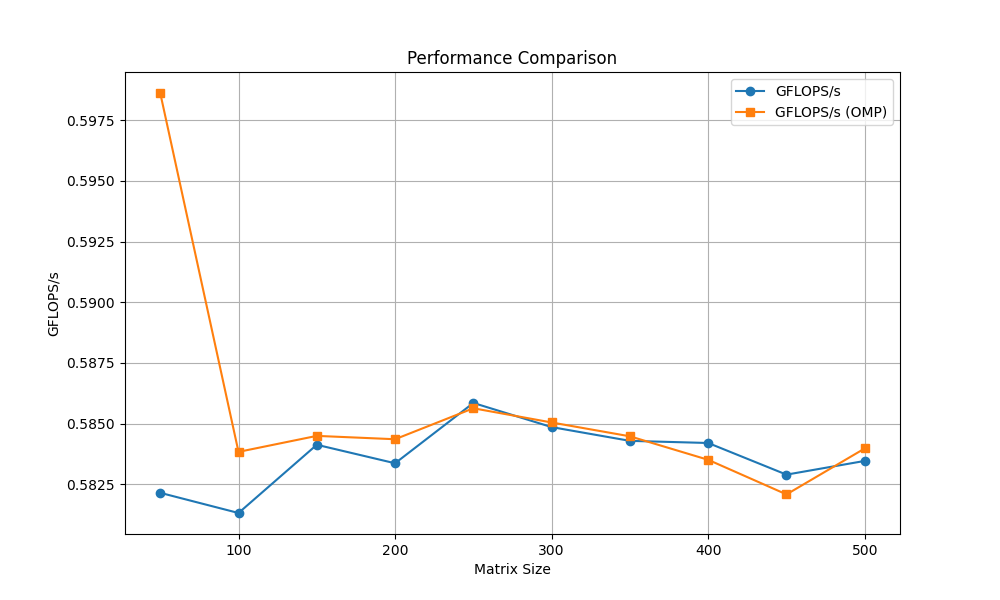 Performance Comparison
GFLOPS/s
GFLOPS/s (OMP)
0.5975
0.5950
0.5925
0.5900
0.5875
0.5850
0.5825
GFLOPS/s
100 200 300 400 500
Matrix Size